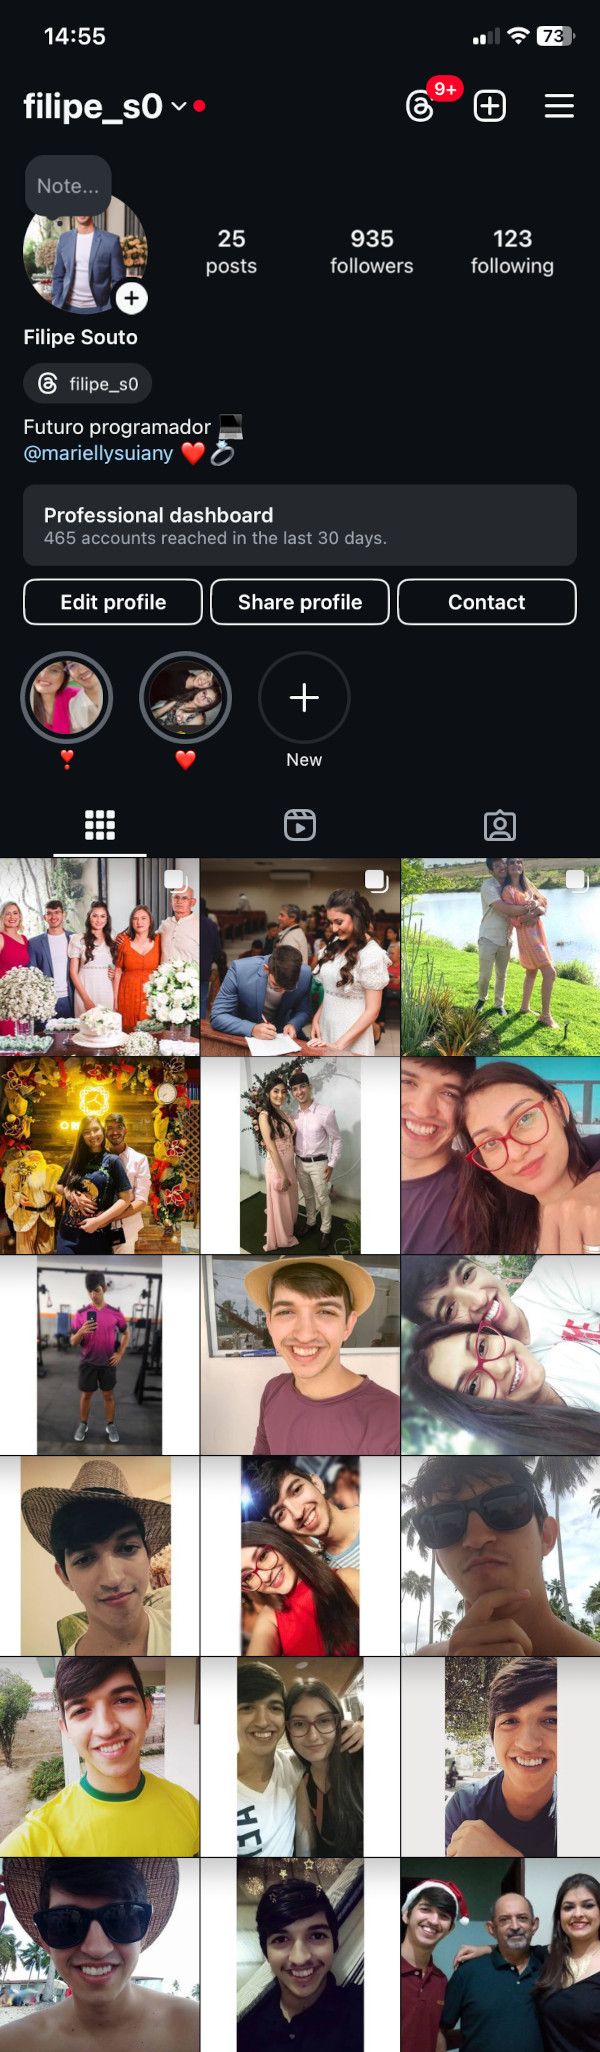 14:55
73
filipe_s0
9+
Note...
25
posts
935
followers
123
following
Filipe Souto
filipe_s0
Futuro programador
@mariellysuiany
Professional dashboard
465 accounts reached in the last 30 days.
Edit profile
Share profile
Contact
New